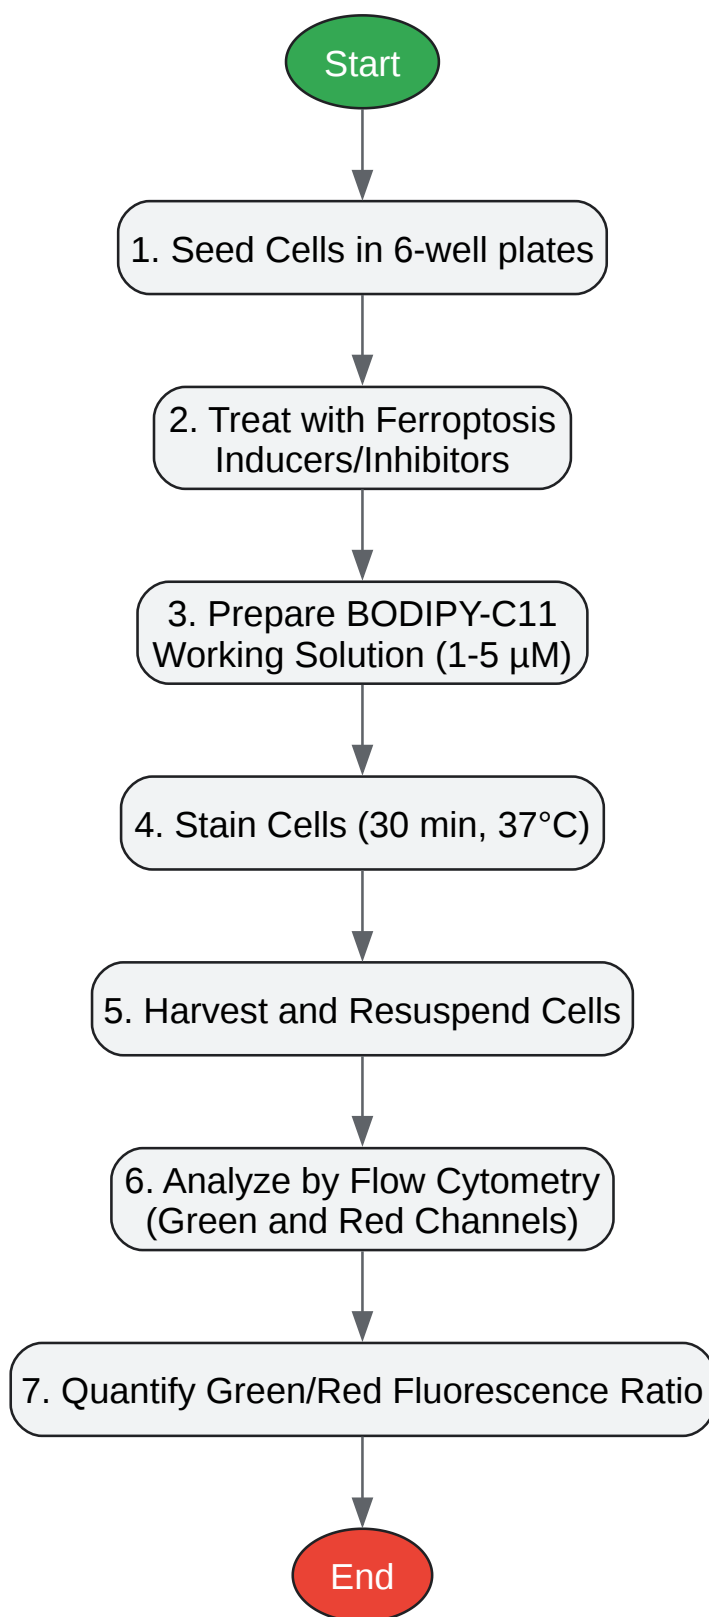 Start
1. Seed Cells in 6-well plates
2. Treat with Ferroptosis
Inducers/Inhibitors
3. Prepare BODIPY-C11
Working Solution (1-5 µM)
4. Stain Cells (30 min, 37°C)
5. Harvest and Resuspend Cells
6. Analyze by Flow Cytometry
(Green and Red Channels)
7. Quantify Green/Red Fluorescence Ratio
End